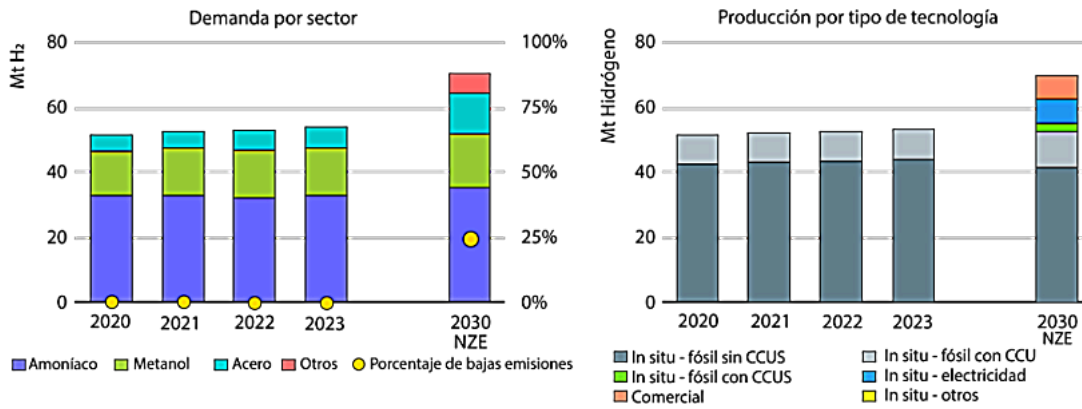 Demanda por sector
Mt H₂
80
60
40
20
0
100%
75%
50%
25%
0%
2020
2021
2022
2023
2030
NZE
Amoníaco
Metanol
Acero
Otros
Porcentaje de bajas emisiones
Producción por tipo de tecnología
Mt Hidrógeno
80
60
40
20
0
2020
2021
2022
2023
2030
NZE
In situ - fósil sin CCUS
In situ - fósil con CCU
In situ - fósil con CCUS
In situ - electricidad
Comercial
In situ - otros